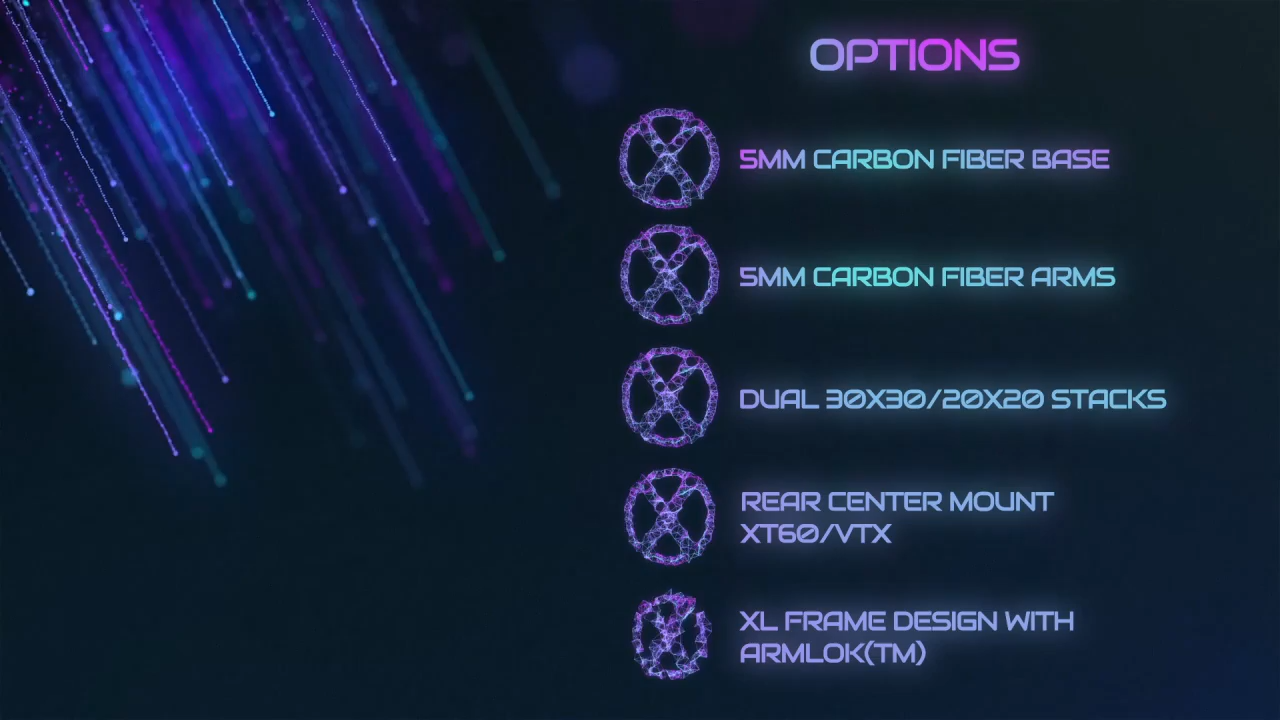 OPTIONS
5MM CARBON FIBER BASE
5MM CARBON FIBER ARMS
DUAL 30X30/20X20 STACKS
REAR CENTER MOUNT
XT60/VTX
XL FRAME DESIGN WITH
ARMLOK(TM)